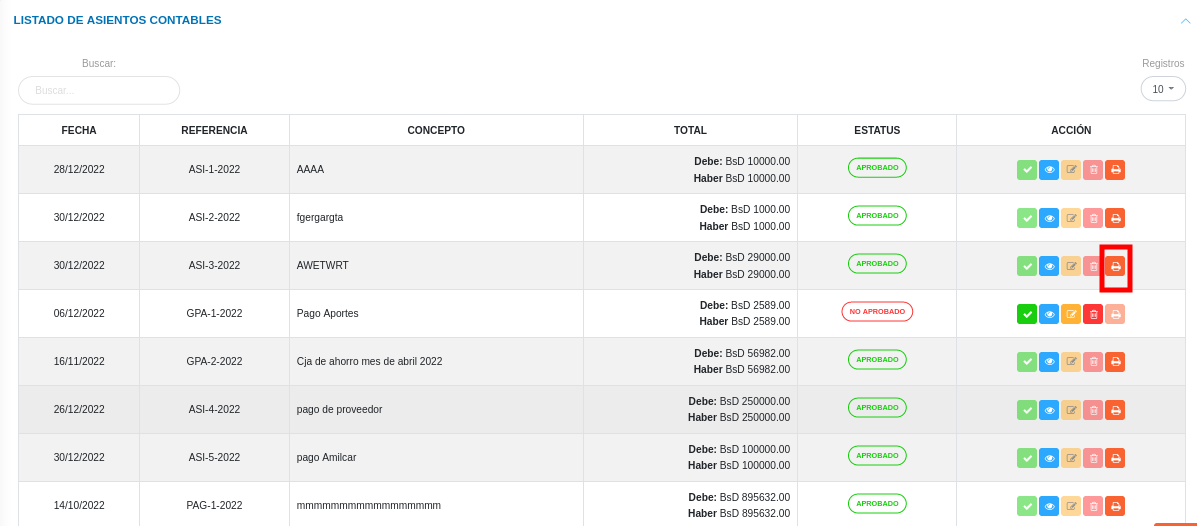 LISTADO DE ASIENTOS CONTABLES
Buscar:
Registros
Buscar...
10
FECHA REFERENCIA CONCEPTO TOTAL ESTATUS ACCIÓN
28/12/2022 ASI-1-2022 AAAA Debe: BsD 10000.00 APROBADO
Haber BsD 10000.00
30/12/2022 ASI-2-2022 fgergargta Debe: BsD 1000.00 APROBADO
Haber BsD 1000.00
30/12/2022 ASI-3-2022 AWETWRT Debe: BsD 29000.00 APROBADO
Haber BsD 29000.00
06/12/2022 GPA-1-2022 Pago Aportes Debe: BsD 2589.00 NO APROBADO
Haber BsD 2589.00
16/11/2022 GPA-2-2022 Cja de ahorro mes de abril 2022 Debe: BsD 56982.00 APROBADO
Haber BsD 56982.00
26/12/2022 ASI-4-2022 pago de proveedor Debe: BsD 250000.00 APROBADO
Haber BsD 250000.00
30/12/2022 ASI-5-2022 pago Amilcar Debe: BsD 100000.00 APROBADO
Haber BsD 100000.00
14/10/2022 PAG-1-2022 mmmmmmmmmmmmmmmmm Debe: BsD 895632.00 APROBADO
Haber BsD 895632.00